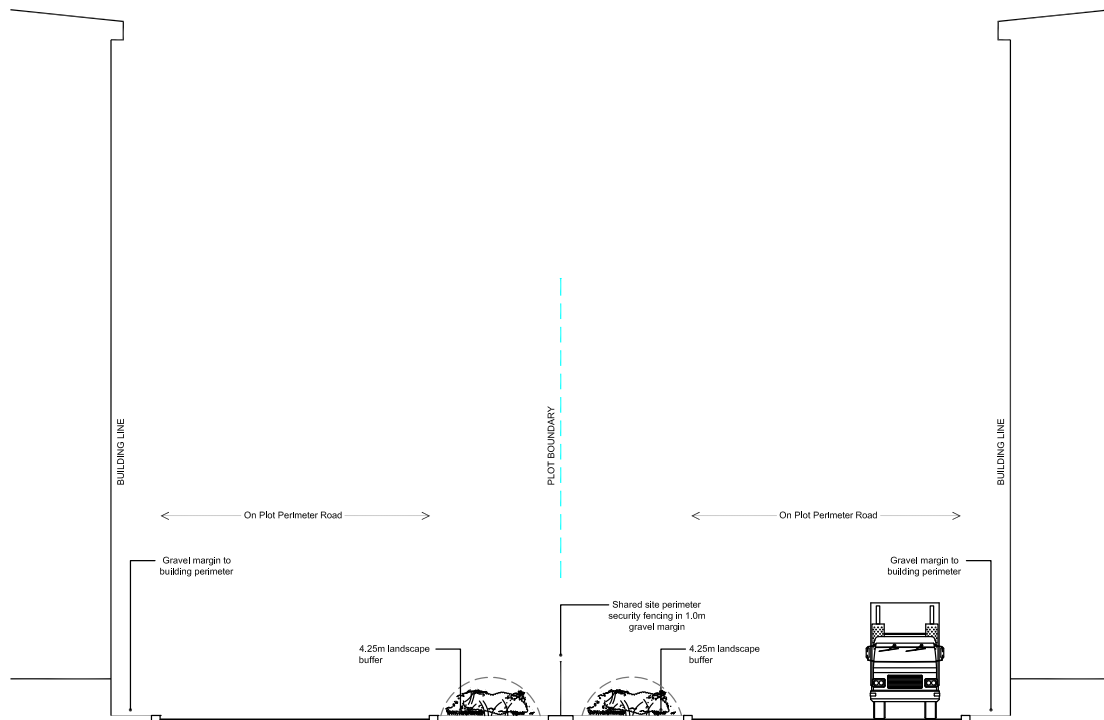 BUILDING LINE
PLOT BOUNDARY
BUILDING LINE
On Plot Perimeter Road
On Plot Perimeter Road
Gravel margin to
building perimeter
Gravel margin to
building perimeter
Shared site perimeter
security fencing in 1.0m
gravel margin
4.25m landscape
buffer
4.25m landscape
buffer